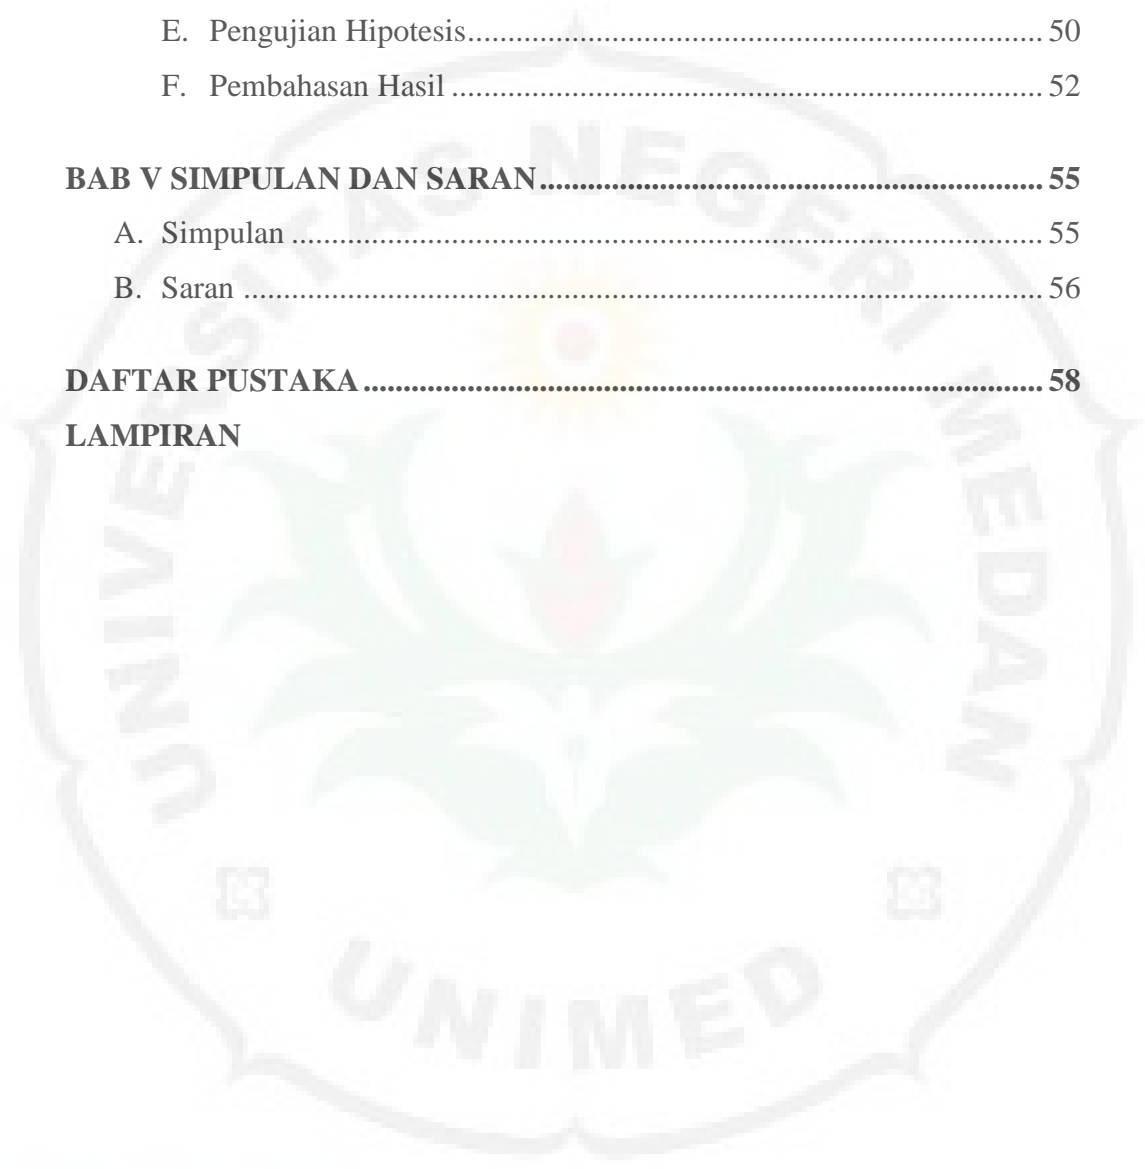 E. Pengujian Hipotesis....................................................................... 50
F. Pembahasan Hasil ......................................................................... 52
BAB V SIMPULAN DAN SARAN.............................................................. 55
A. Simpulan ............................................................................................ 55
B. Saran .................................................................................................. 56
DAFTAR PUSTAKA.................................................................................... 58
LAMPIRAN
UNIVERSITAS NEGERI MEDAN
UNIMED